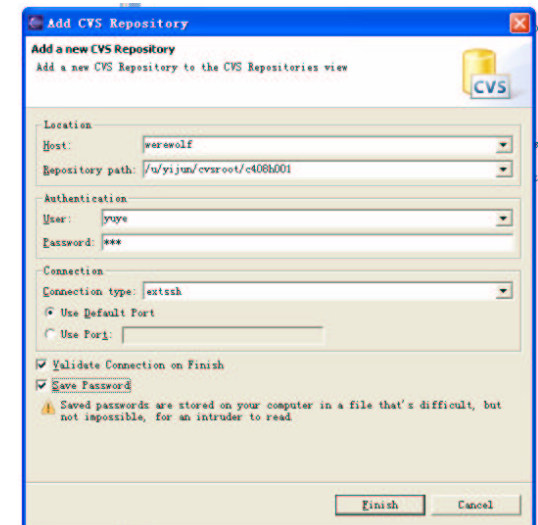 Add CVS Repository
Add a new CVS Repository
Add a new CVS Repository to the CVS Repositories view
CVS
Location
Host: werewolf
Repository path: /u/yijun/cvsroot/c408h001
Authentication
User: yuye
Password: ***
Connection
Connection type: extssh
Use Default Port
Use Port:
Validate Connection on Finish
Save Password
Saved passwords are stored on your computer in a file that's difficult, but
not impossible, for an intruder to read
Finish Cancel